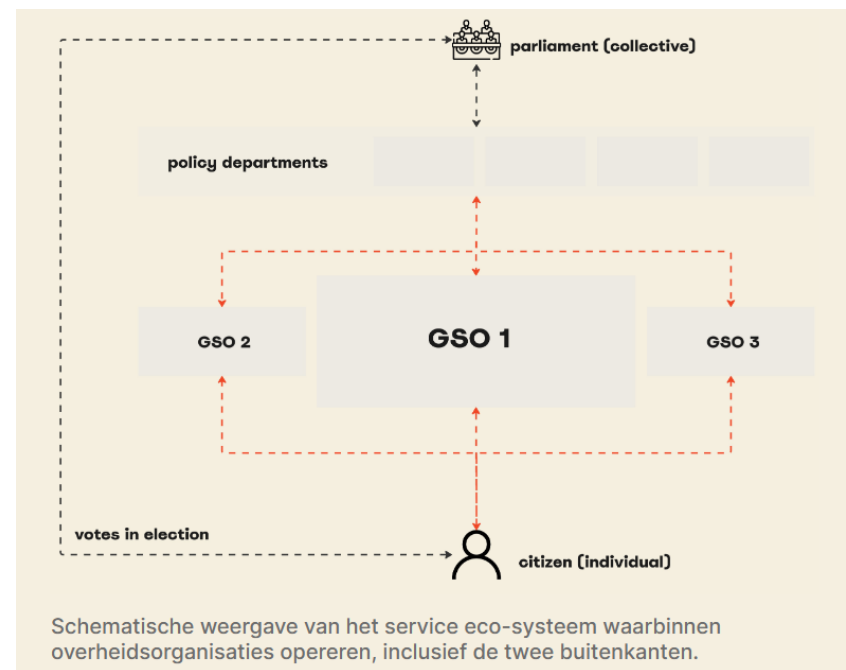 parliament (collective)
policy departments
GSO 2
GSO 1
GSO 3
votes in election
citizen (individual)
Schematische weergave van het service eco-systeem waarbinnen
overheidsorganisaties opereren, inclusief de twee buitenkanten.